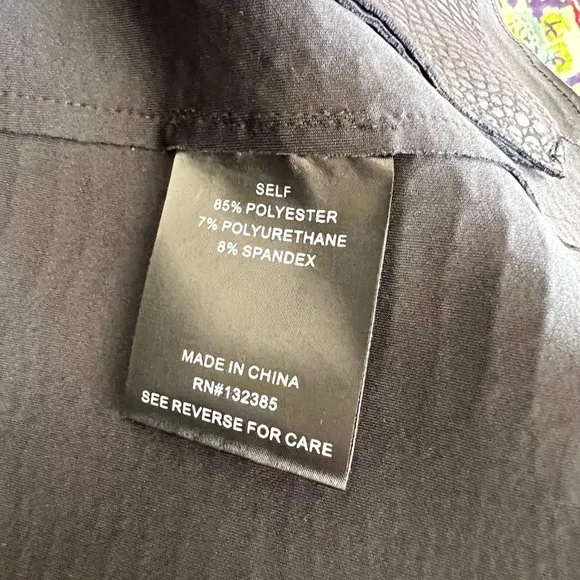 SELF
85% POLYESTER
7% POLYURETHANE
8% SPANDEX
MADE IN CHINA
RN#132385
SEE REVERSE FOR CARE